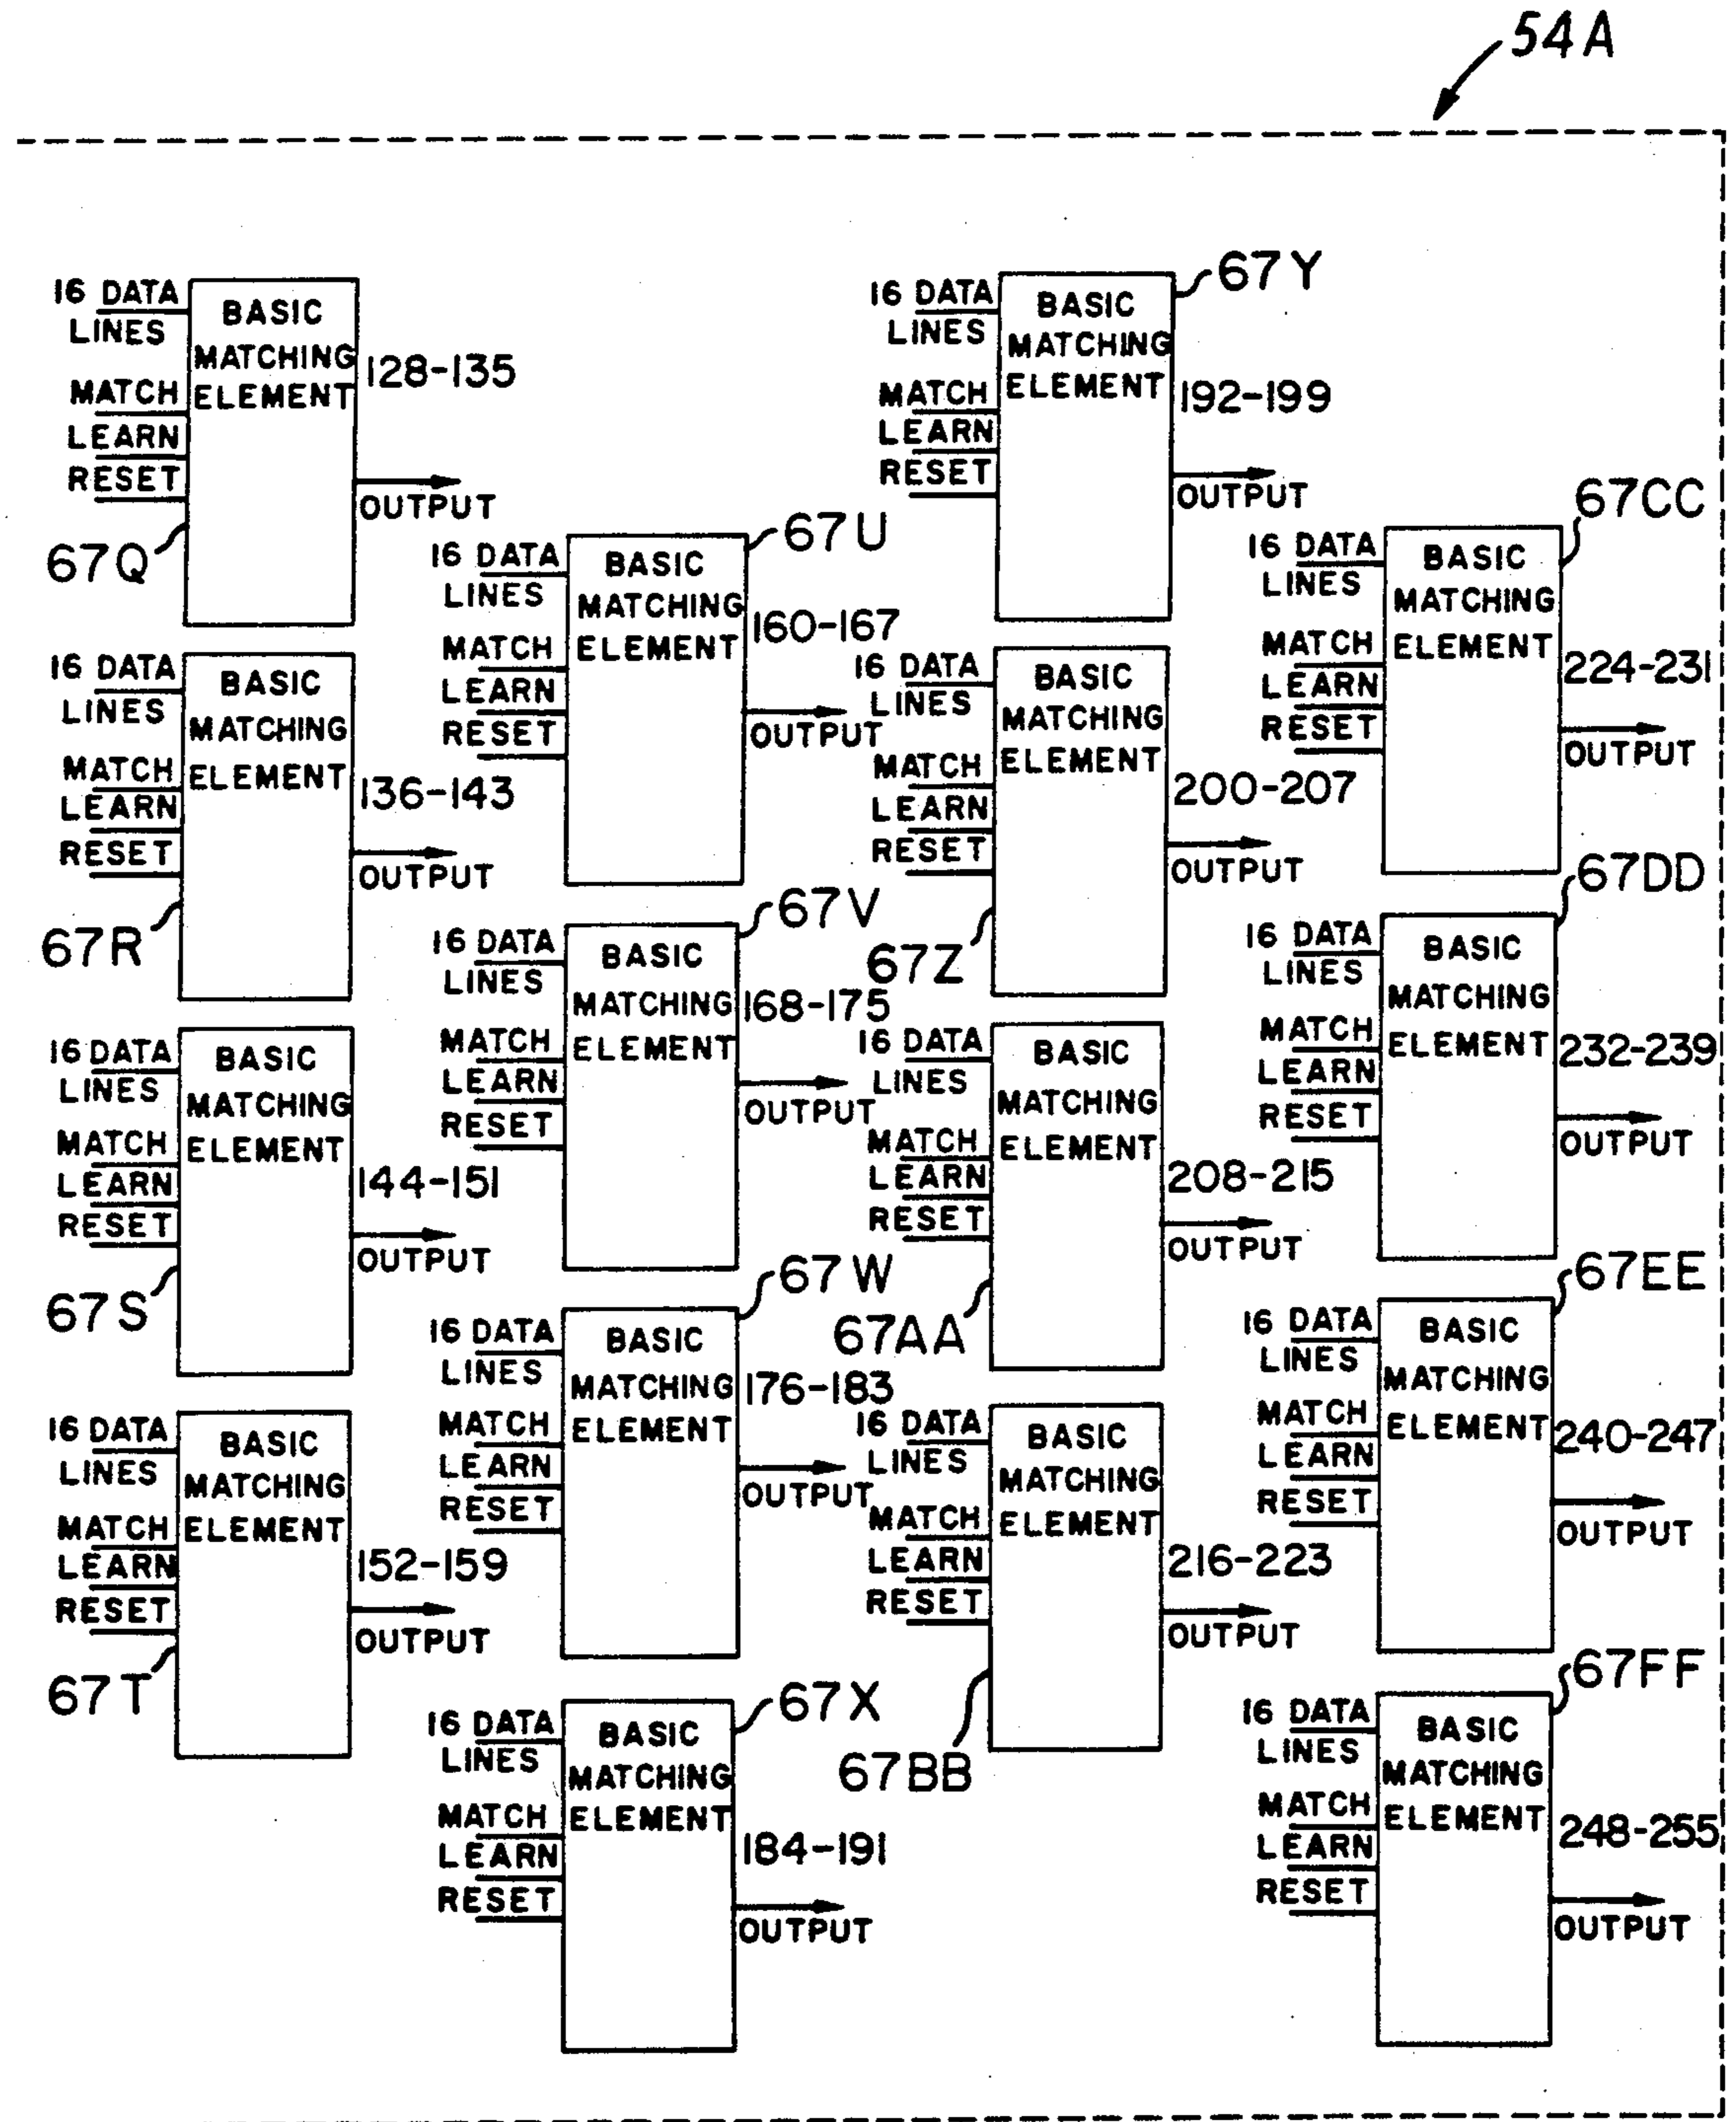 54A
16 DATA
LINES
MATCH
LEARN
RESET
BASIC
MATCHING
ELEMENT
128-135
OUTPUT
67Q
16 DATA
LINES
MATCH
LEARN
RESET
BASIC
MATCHING
ELEMENT
136-143
OUTPUT
67R
16 DATA
LINES
MATCH
LEARN
RESET
BASIC
MATCHING
ELEMENT
144-151
OUTPUT
67S
16 DATA
LINES
MATCH
LEARN
RESET
BASIC
MATCHING
ELEMENT
152-159
OUTPUT
67T
67U
16 DATA
LINES
MATCH
LEARN
RESET
BASIC
MATCHING
ELEMENT
160-167
OUTPUT
67V
16 DATA
LINES
MATCH
LEARN
RESET
BASIC
MATCHING
ELEMENT
168-175
OUTPUT
67W
16 DATA
LINES
MATCH
LEARN
RESET
BASIC
MATCHING
ELEMENT
176-183
OUTPUT
67X
16 DATA
LINES
MATCH
LEARN
RESET
BASIC
MATCHING
ELEMENT
184-191
OUTPUT
67Y
16 DATA
LINES
MATCH
LEARN
RESET
BASIC
MATCHING
ELEMENT
192-199
OUTPUT
16 DATA
LINES
MATCH
LEARN
RESET
BASIC
MATCHING
ELEMENT
200-207
OUTPUT
67Z
16 DATA
LINES
MATCH
LEARN
RESET
BASIC
MATCHING
ELEMENT
208-215
OUTPUT
67AA
16 DATA
LINES
MATCH
LEARN
RESET
BASIC
MATCHING
ELEMENT
216-223
OUTPUT
67BB
67CC
16 DATA
LINES
MATCH
LEARN
RESET
BASIC
MATCHING
ELEMENT
224-231
OUTPUT
67DD
16 DATA
LINES
MATCH
LEARN
RESET
BASIC
MATCHING
ELEMENT
232-239
OUTPUT
67EE
16 DATA
LINES
MATCH
LEARN
RESET
BASIC
MATCHING
ELEMENT
240-247
OUTPUT
67FF
16 DATA
LINES
MATCH
LEARN
RESET
BASIC
MATCHING
ELEMENT
248-255
OUTPUT